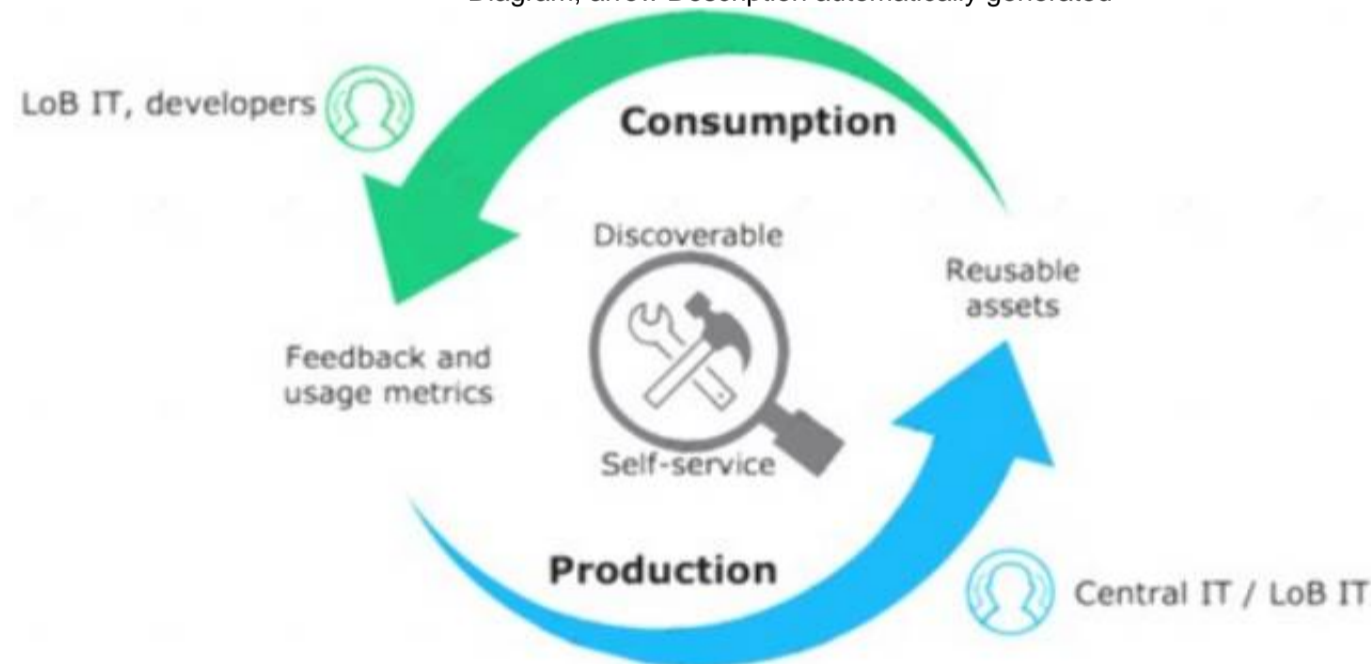 Diagram, arrow Description automatically generated
LoB IT, developers
Consumption
Discoverable
Reusable
assets
Feedback and
usage metrics
Self-service
Production
Central IT / LoB IT